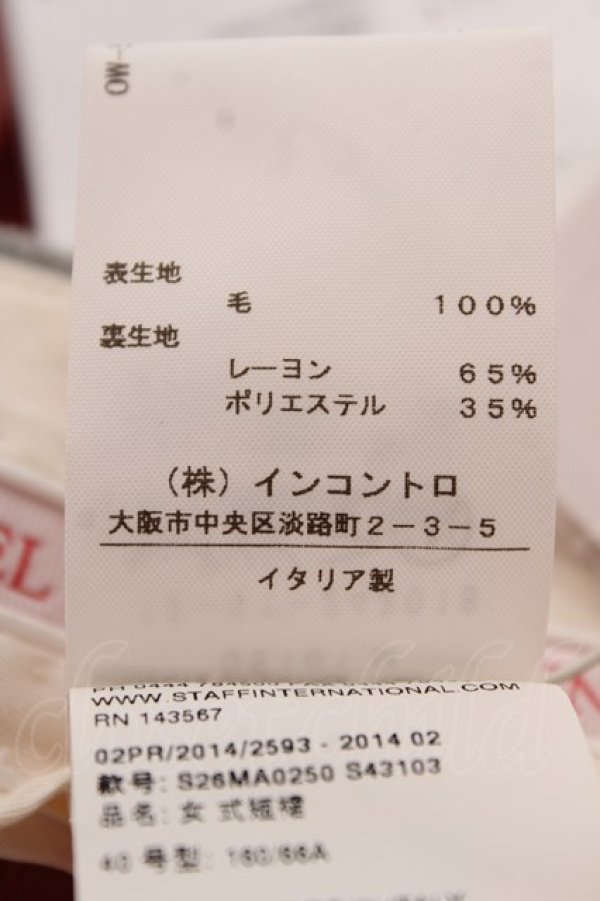 -MO
表生地
毛 100%
裏生地
レーヨン 65%
ポリエステル 35%
（株）インコントロ
大阪市中央区淡路町2-3-5
イタリア製
EL
WWW.STAFFINTERNATIONAL.COM
RN 143567
02PR/2014/2593 - 2014 02
款号: S26MA0250 S43103
品名: 女 式短裙
40 号型: 160/66A